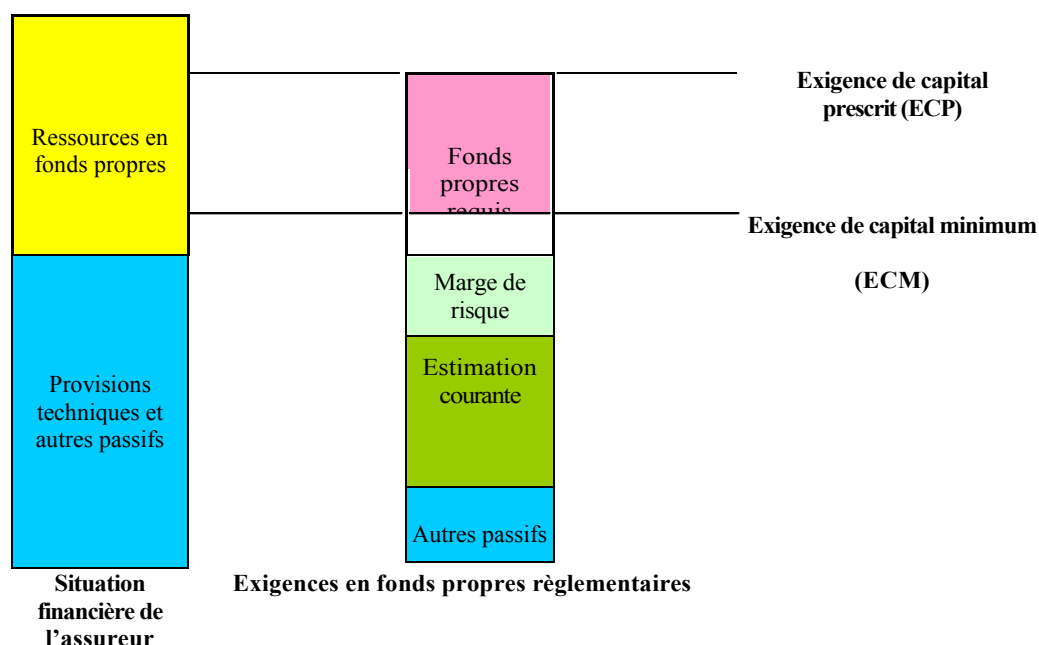 Ressources en
fonds propres
Provisions
techniques et
autres passifs
Situation
financière de
l’assureur
Fonds
propres
requis
Marge de
risque
Estimation
courante
Autres passifs
Exigences en fonds propres règlementaires
Exigence de capital
prescrit (ECP)
Exigence de capital minimum
(ECM)